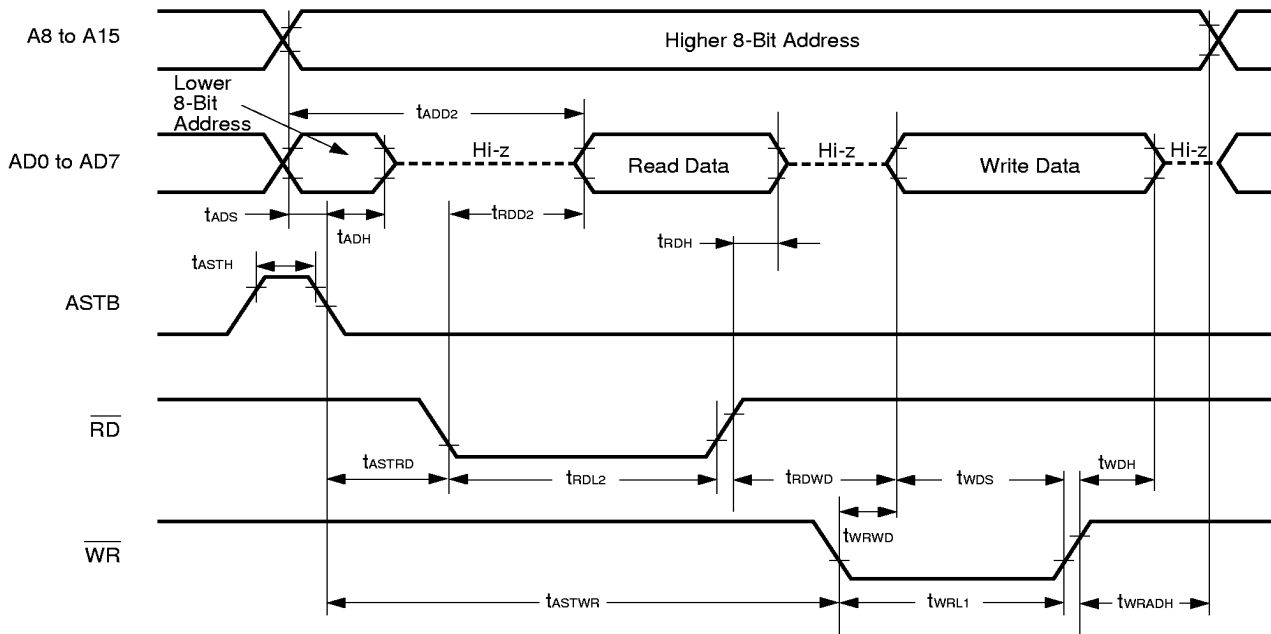 A8 to A15
Higher 8-Bit Address
Lower
8-Bit
Address
tADD2
AD0 to AD7
Hi-z
Read Data
Hi-z
Write Data
Hi-z
tADS
tADH
tRDD2
tRDH
tASTH
ASTB
RD
tASTRD
tRDL2
tRDWD
tWDS
tWDH
tWRWD
WR
tASTWR
tWRL1
tWRADH